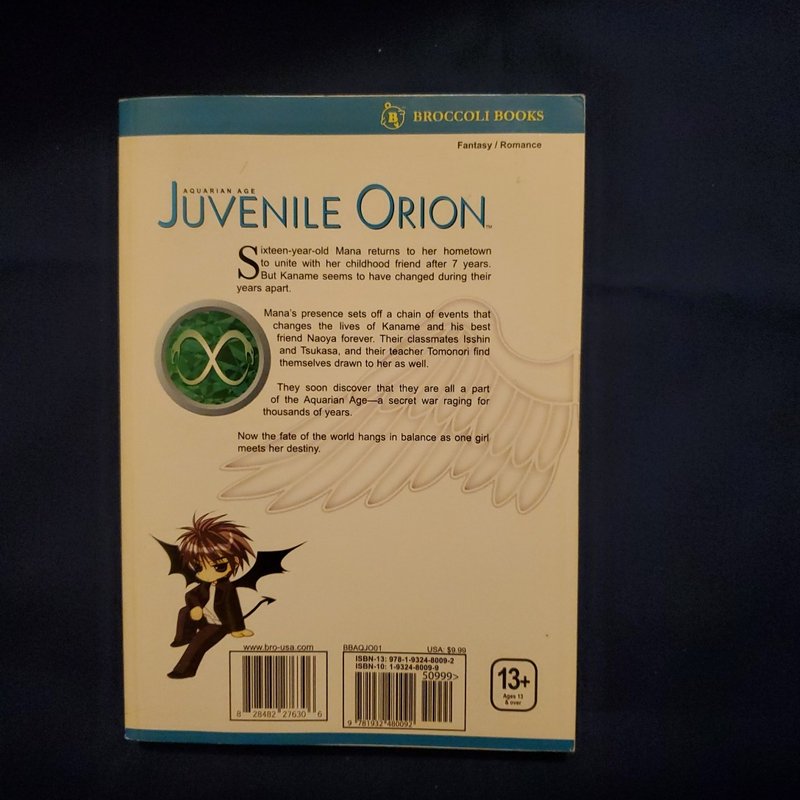 BROCCOLI BOOKS
Fantasy / Romance
AQUARIAN AGE
JUVENILE ORION™
Sixteen-year-old Mana returns to her hometown
to unite with her childhood friend after 7 years.
But Kaname seems to have changed during their
years apart.
Mana's presence sets off a chain of events that
changes the lives of Kaname and his best
friend Naoya forever. Their classmates Isshin
and Tsukasa, and their teacher Tomonori find
themselves drawn to her as well.
They soon discover that they are all a part
of the Aquarian Age—a secret war raging for
thousands of years.
Now the fate of the world hangs in balance as one girl
meets her destiny.
www.bro-usa.com
BBAQJO01
USA: $9.99
ISBN-13: 978-1-9324-8009-2
ISBN-10: 1-9324-8009-9
50999>
8 28482 27630 6
9 781932 480092
13+
Ages 13
& over